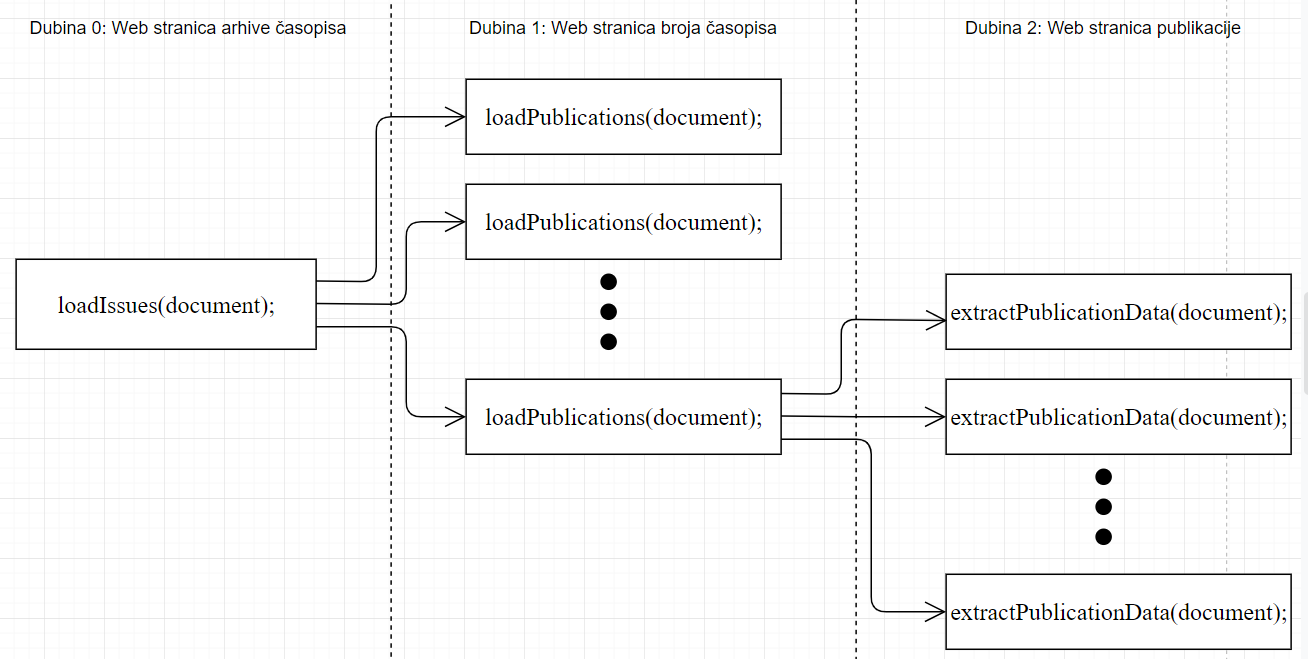 Dubina 0: Web stranica arhive časopisa
Dubina 1: Web stranica broja časopisa
Dubina 2: Web stranica publikacije
loadPublications(document);
loadPublications(document);
loadIssues(document);
loadPublications(document);
extractPublicationData(document);
extractPublicationData(document);
extractPublicationData(document);